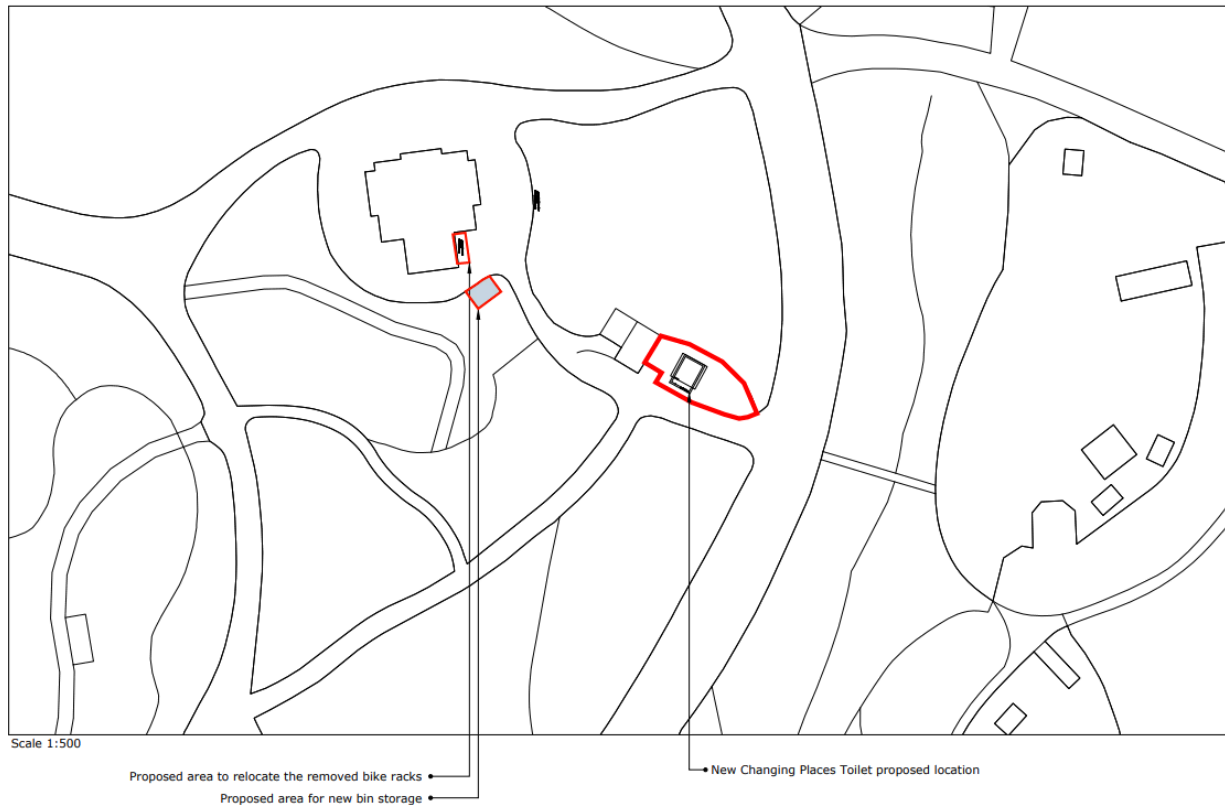 Scale 1:500
Proposed area to relocate the removed bike racks
New Changing Places Toilet proposed location
Proposed area for new bin storage